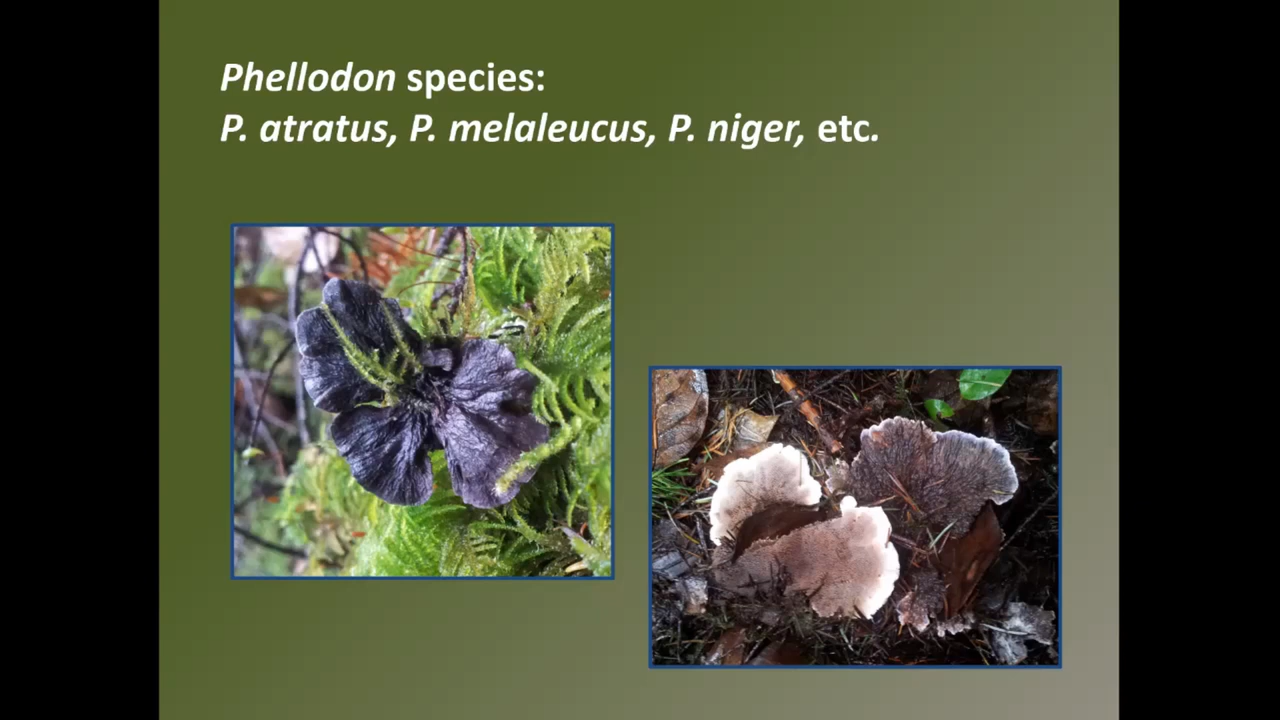 Phellodon species:
P. atratus, P. melaleucus, P. niger, etc.